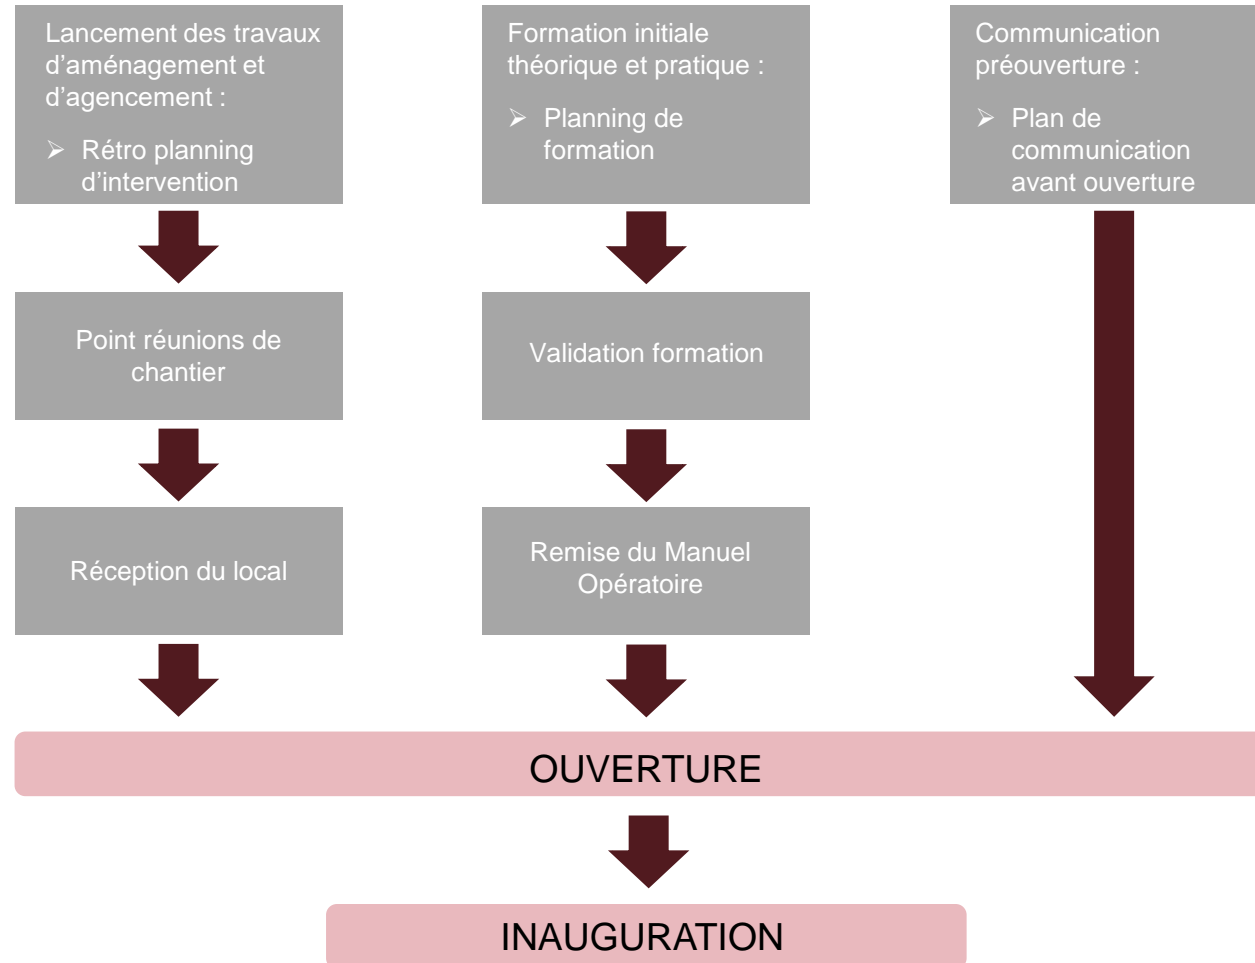 Lancement des travaux
d’aménagement et
d’agencement :
➢ Rétro planning
d’intervention
Formation initiale
théorique et pratique :
➢ Planning de
formation
Communication
préouverture :
➢ Plan de
communication
avant ouverture
Point réunions de
chantier
Validation formation
Réception du local
Remise du Manuel
Opératoire
OUVERTURE
INAUGURATION